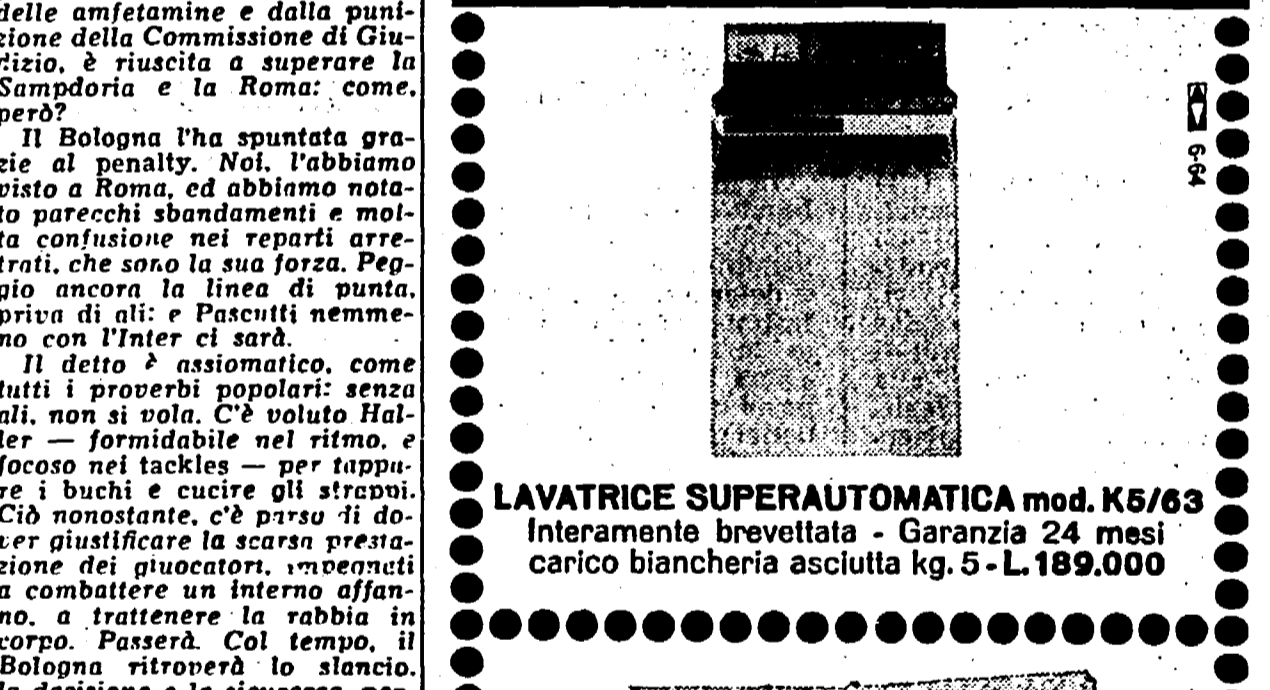 delle amfetamine e dalla puni-
zione della Commissione di Giu-
dizio, è riuscita a superare la
Sampdoria e la Roma: come,
però?
Il Bologna l'ha spuntata gra-
zie al penalty. Noi, l'abbiamo
visto a Roma, ed abbiamo nota-
to parecchi sbandamenti e mol-
ta confusione nei reparti arre-
trati, che sono la sua forza. Peg-
gio ancora la linea di punta,
priva di ali: e Pascutti nemme-
no con l'Inter ci sarà.
Il detto è assiomatico, come
tutti i proverbi popolari: senza
ali, non si vola. C'è voluto Hal-
ler — formidabile nel ritmo, e
focoso nei tackles — per tappa-
re i buchi e cucire gli strappi.
Ciò nonostante, c'è parso di do-
ver giustificare la scarsa presta-
zione dei giuocatori, impegnati
a combattere un interno affan-
no, a trattenere la rabbia in
corpo. Passerà. Col tempo, il
Bologna ritroverà lo slancio,
la decisione e la sicurezza per-
6-64
LAVATRICE SUPERAUTOMATICA mod. K5/63
Interamente brevettata - Garanzia 24 mesi
carico biancheria asciutta kg. 5 - L. 189.000